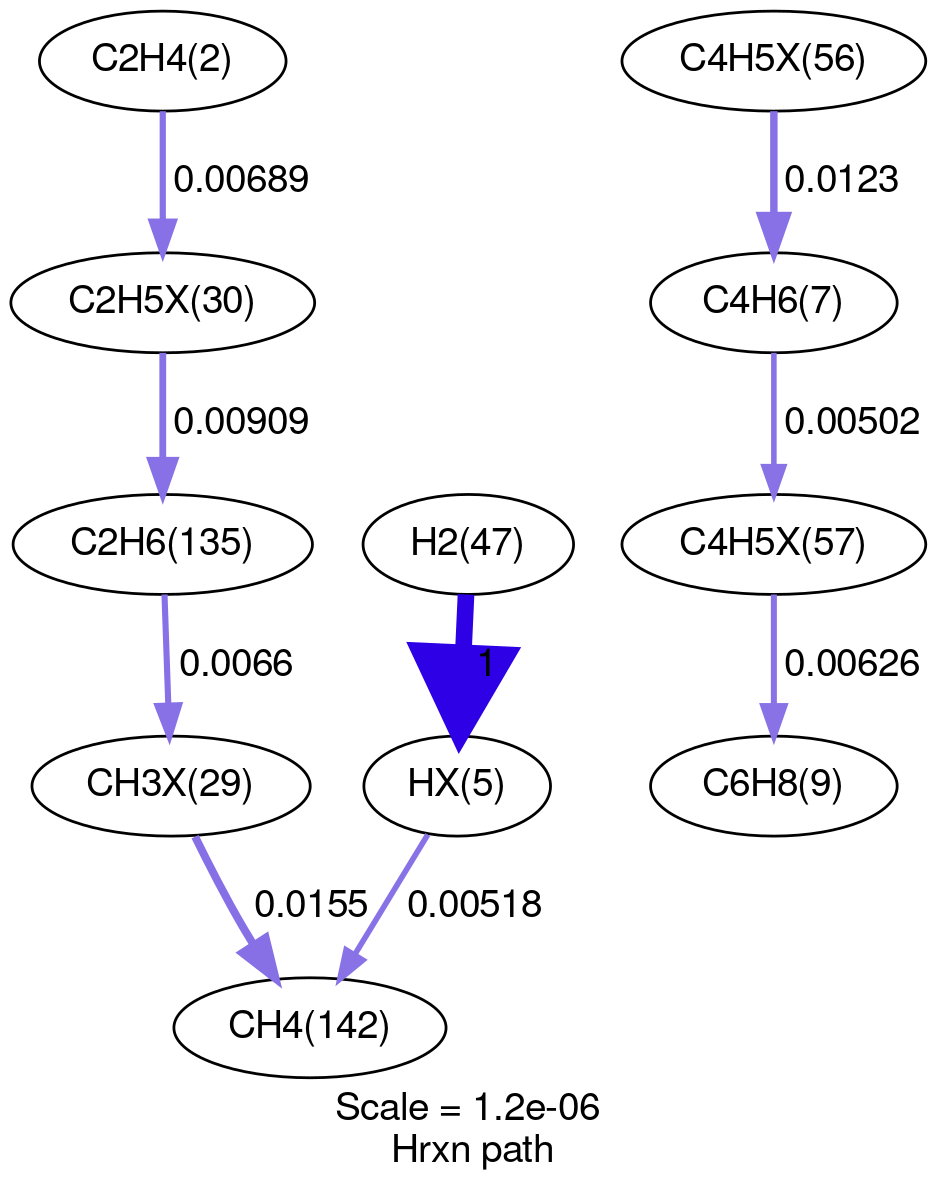 C2H4(2)
C4H5X(56)
0.00689
0.0123
C2H5X(30)
C4H6(7)
0.00909
0.00502
C2H6(135)
H2(47)
C4H5X(57)
0.0066
1
0.00626
CH3X(29)
HX(5)
C6H8(9)
0.0155
0.00518
CH4(142)
Scale = 1.2e-06
Hrxn path